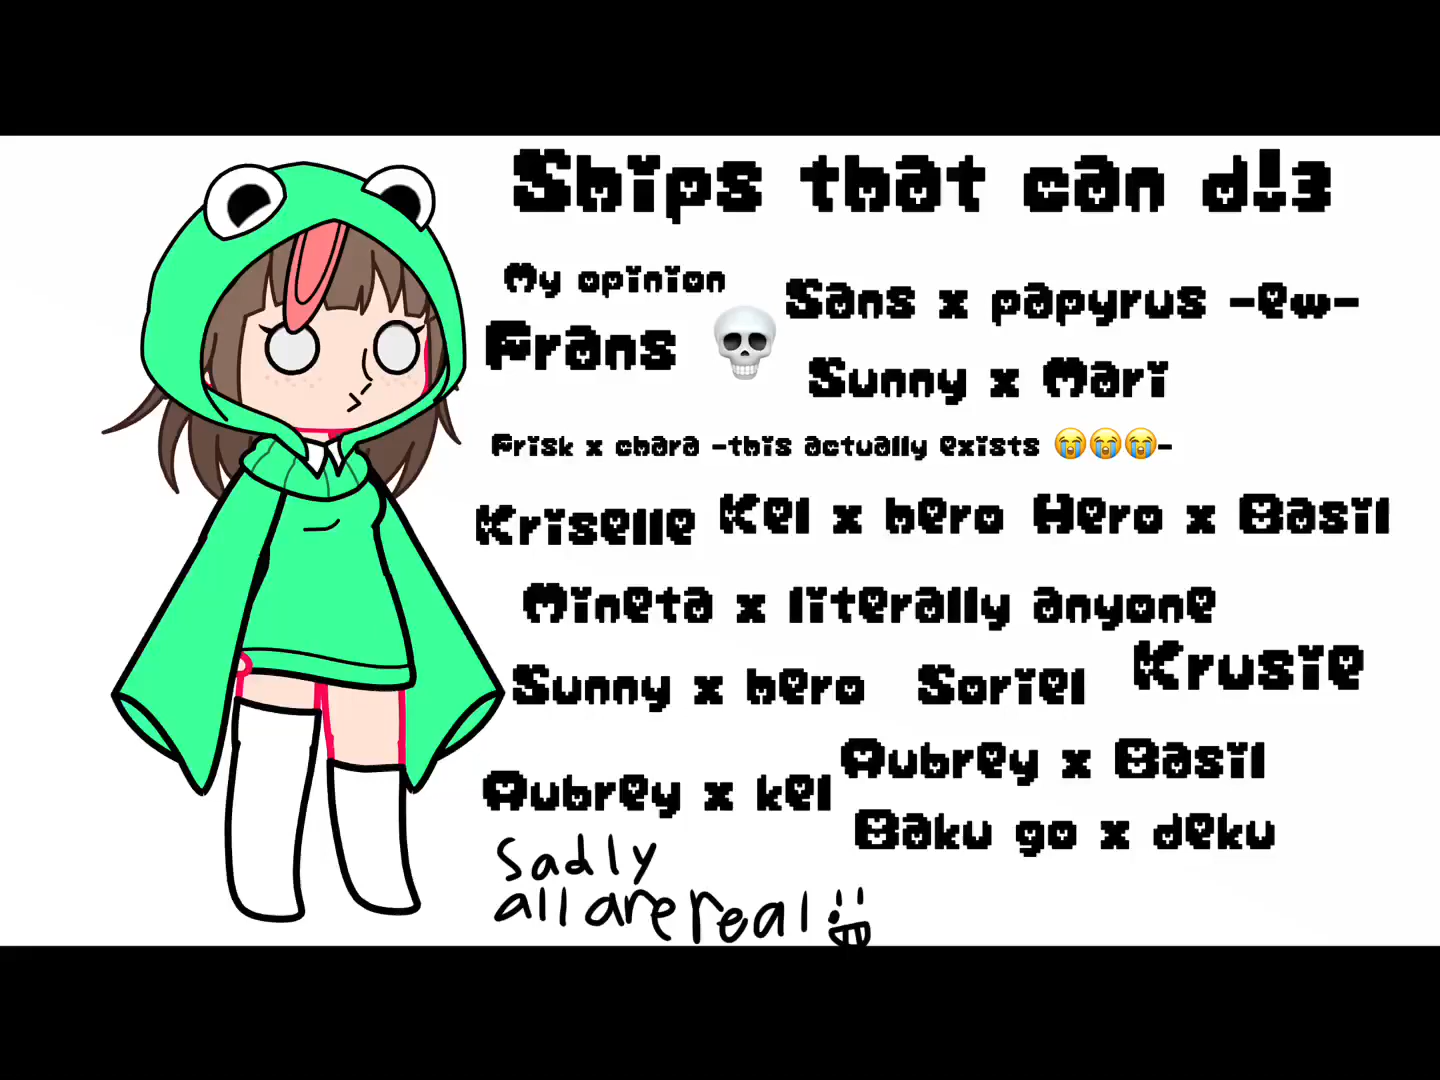 Ships that can d!3
My opinion
Sans x papyrus -ew-
Frans 💀
Sunny x Mari
Frisk x chara -this actually exists 😭😭😭-
Kriselle
Kel x hero
Hero x Basil
Mineta x literally anyone
Sunny x hero
Soriel
Krusie
Aubrey x kel
Aubrey x Basil
Baku go x deku
Sadly
all are real